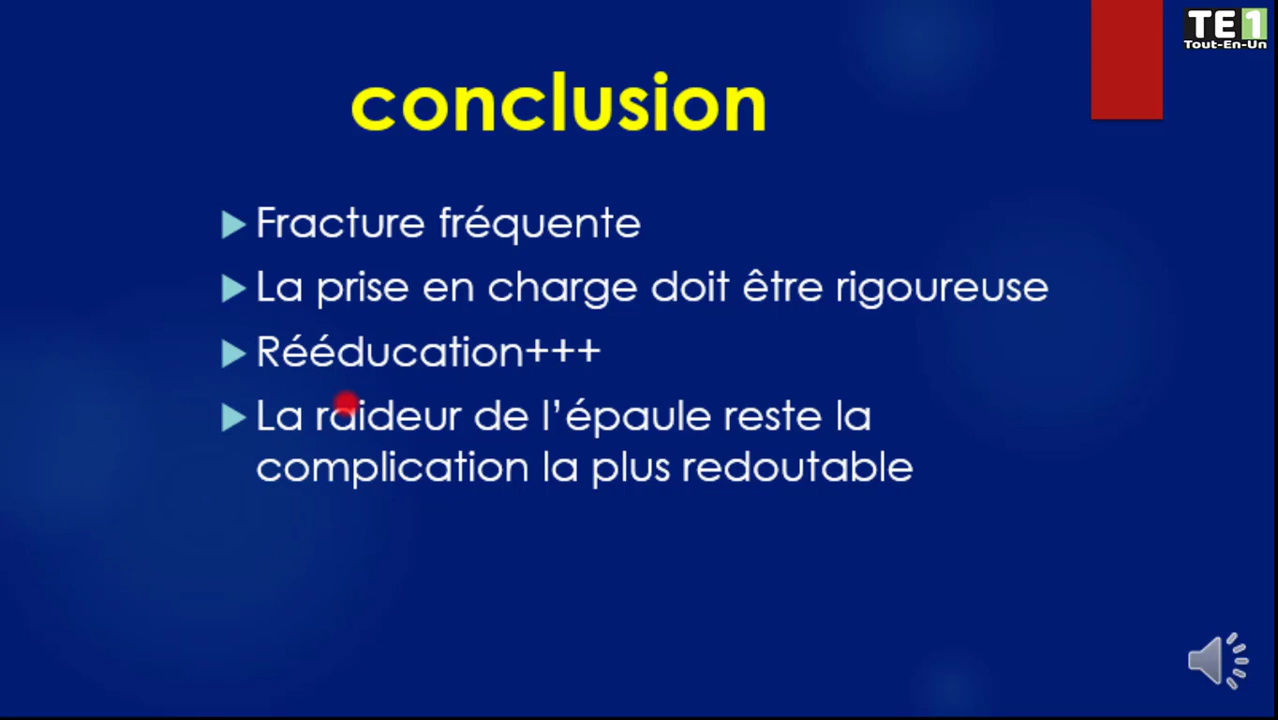 TE1
Tout-En-Un
conclusion
Fracture fréquente
La prise en charge doit être rigoureuse
Rééducation+++
La raideur de l’épaule reste la
complication la plus redoutable